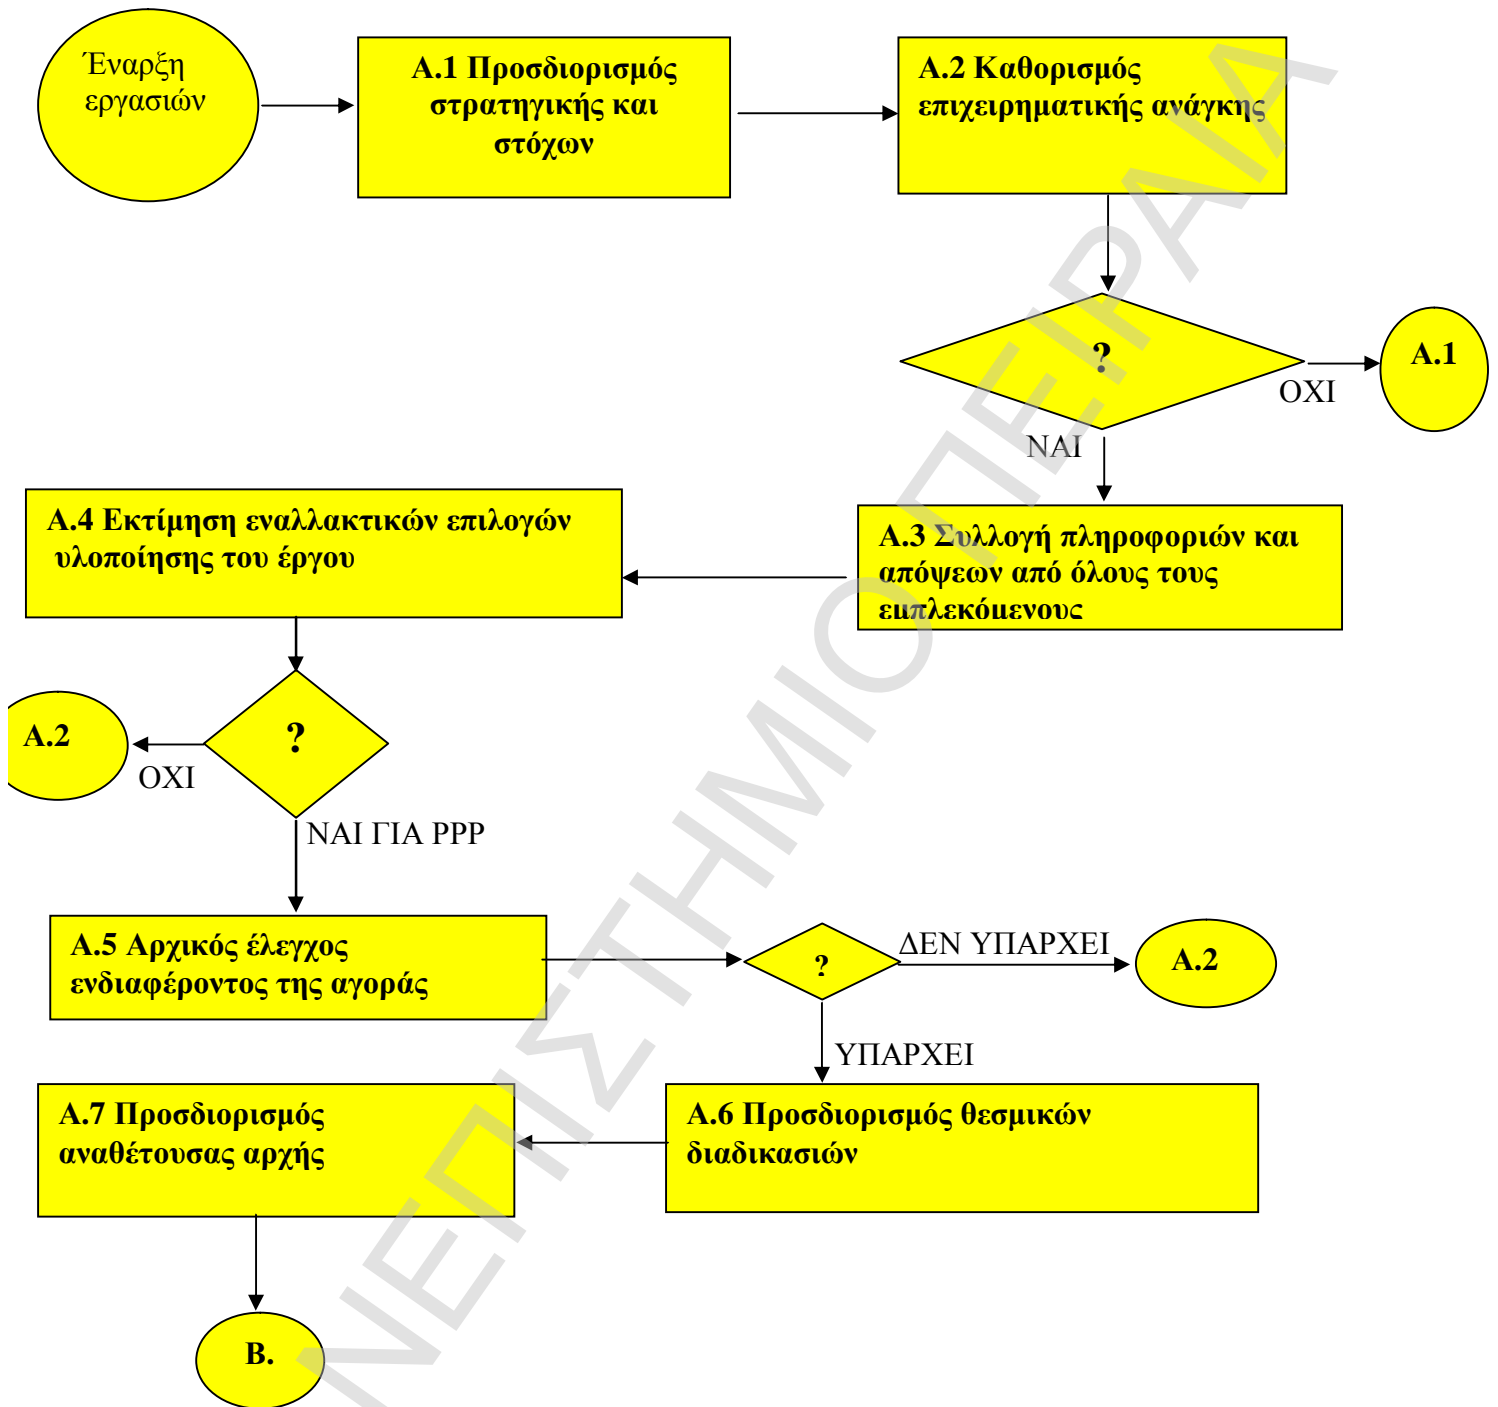 Έναρξη
εργασιών
Α.1 Προσδιορισμός
στρατηγικής και
στόχων
Α.2 Καθορισμός
επιχειρηματικής ανάγκης
?
ΟΧΙ
Α.1
ΝΑΙ
Α.3 Συλλογή πληροφοριών και
απόψεων από όλους τους
εμπλεκόμενους
Α.4 Εκτίμηση εναλλακτικών επιλογών
υλοποίησης του έργου
?
ΟΧΙ
Α.2
ΝΑΙ ΓΙΑ PPP
Α.5 Αρχικός έλεγχος
ενδιαφέροντος της αγοράς
?
ΔΕΝ ΥΠΑΡΧΕΙ
Α.2
ΥΠΑΡΧΕΙ
Α.6 Προσδιορισμός θεσμικών
διαδικασιών
Α.7 Προσδιορισμός
αναθέτουσας αρχής
Β.
ΝΕΠΙΣΤΗΜΙΟ ΠΕΙΡΑΙΑ